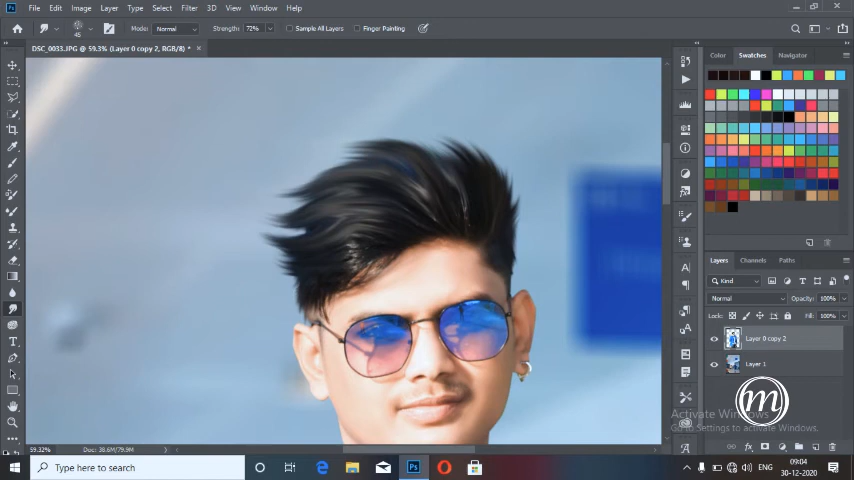 File Edit Image Layer Type Select Filter 3D View Window Help
Mode: Normal Strength: 72% Sample All Layers Finger Painting
45
DSC_0033.JPG @ 59.3% (Layer 0 copy 2, RGB/8) *
Color Swatches Navigator
Layers Channels Paths
Kind
Normal Opacity: 100%
Lock: Fill: 100%
Layer 0 copy 2
Layer 1
m
Activate Windows
Go to Settings to activate Windows.
59.32% Doc: 38.6M/79.9M
Type here to search
ENG
09:04
30-12-2020